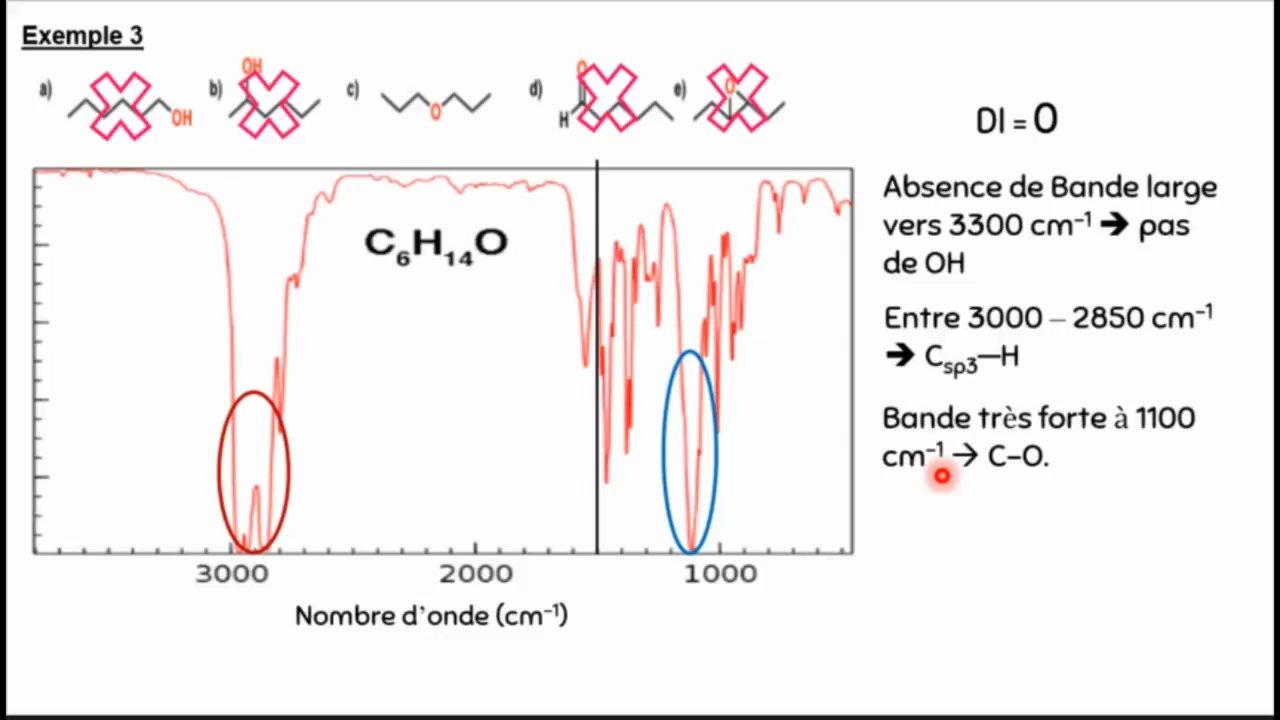 Exemple 3
a) b) c) d) e)
OH
OH
O
O
H
O
DI = 0
C₆H₁₄O
Absence de Bande large
vers 3300 cm⁻¹ ➔ pas
de OH
Entre 3000 – 2850 cm⁻¹
➔ Csp3—H
Bande très forte à 1100
cm⁻¹ → C–O.
3000 2000 1000
Nombre d'onde (cm⁻¹)